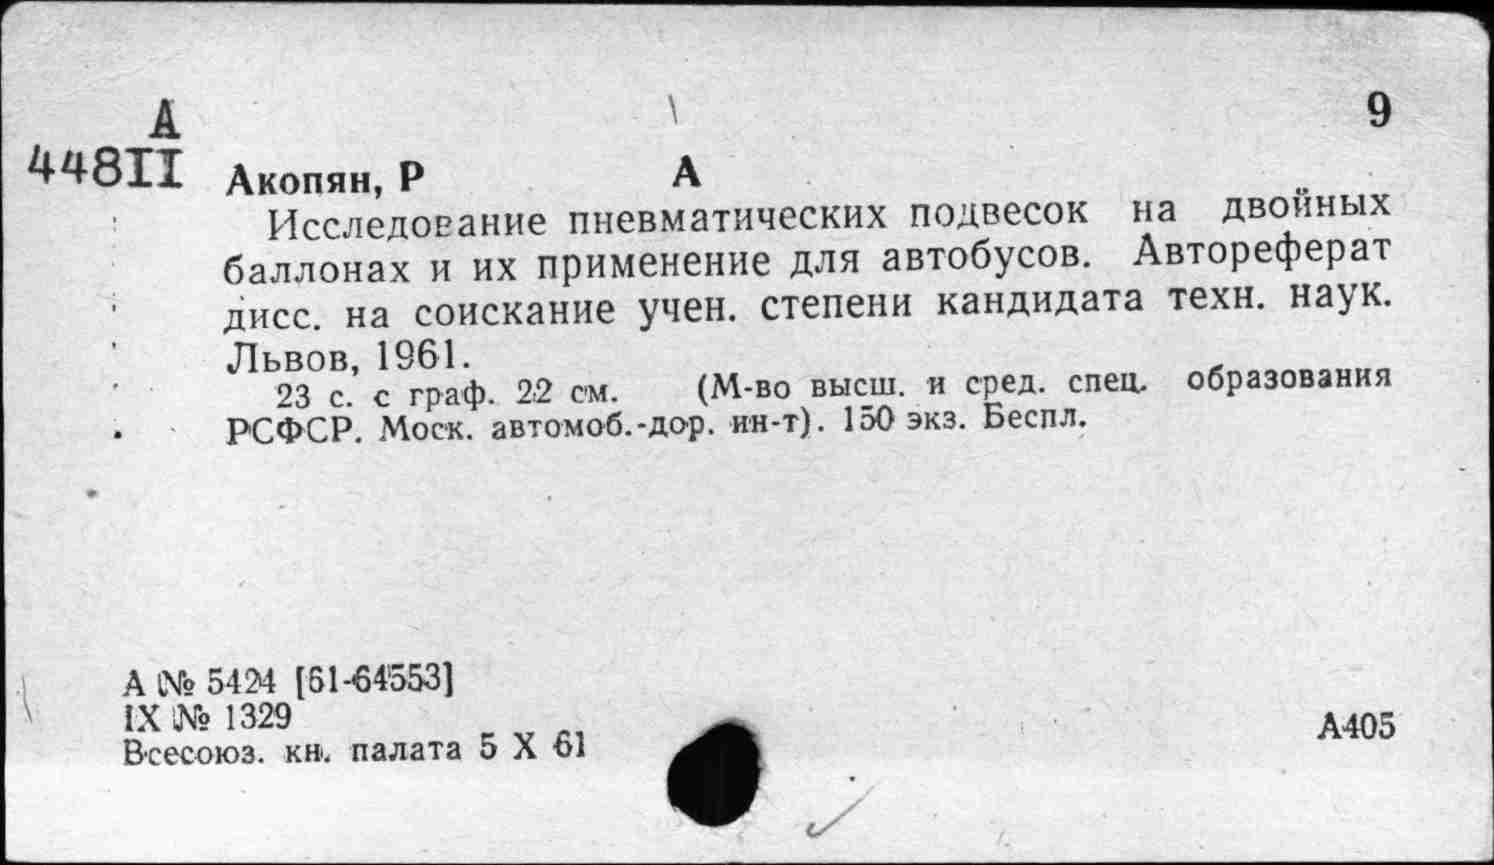 А 9
44811 Акопян, Р А
Исследование пневматических подвесок на двойных
баллонах и их применение для автобусов. Автореферат
дисс. на соискание учен. степени кандидата техн. наук.
Львов, 1961.
23 с. с граф. 22 см. (М-во высш. и сред. спец. образования
РСФСР. Моск. автомоб.-дор. ин-т). 150 экз. Беспл.
А № 5424 [61-64553]
IX № 1329
Всесоюз. кн. палата 5 X 61
А405